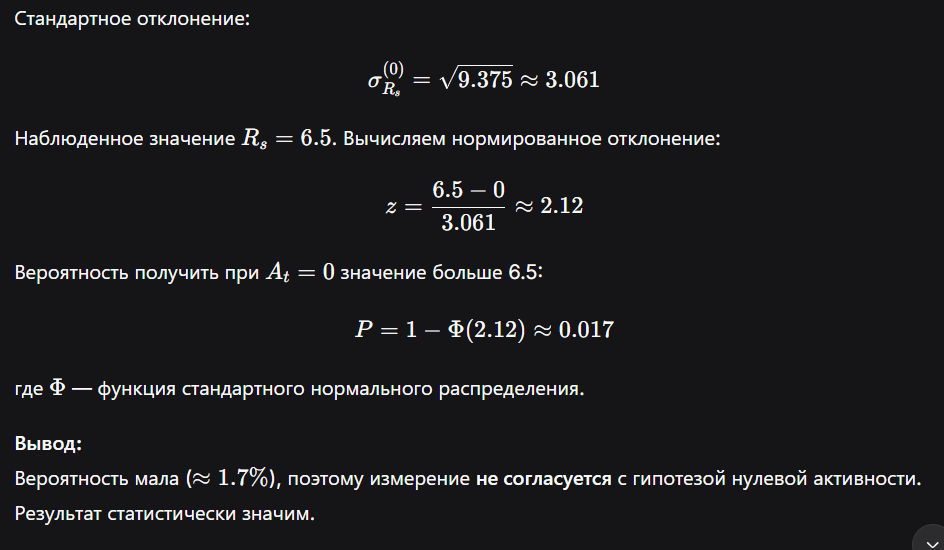 Стандартное отклонение:
σ_{R_s}^{(0)} = √9.375 ≈ 3.061
Наблюденное значение R_s = 6.5. Вычисляем нормированное отклонение:
z = \frac{6.5 − 0}{3.061} ≈ 2.12
Вероятность получить при A_t = 0 значение больше 6.5:
P = 1 − Φ(2.12) ≈ 0.017
где Φ — функция стандартного нормального распределения.
Вывод:
Вероятность мала (≈ 1.7%), поэтому измерение не согласуется с гипотезой нулевой активности.
Результат статистически значим.